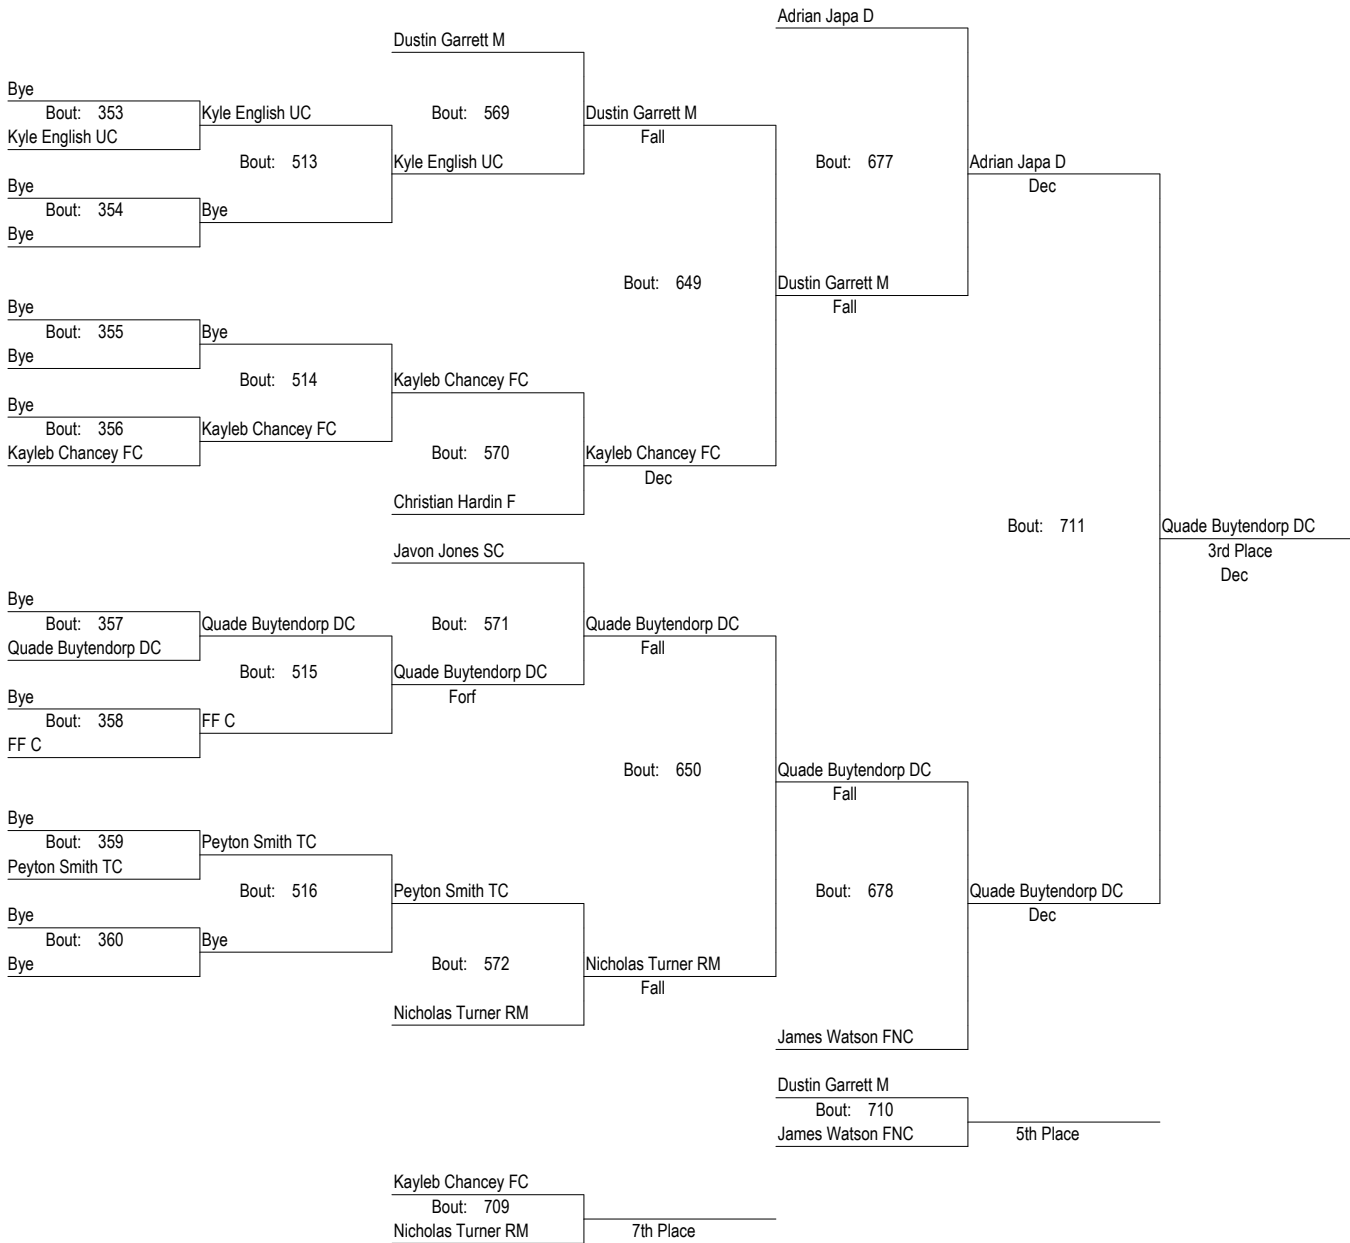 Adrian Japa D
Dustin Garrett M
Bye
Bout: 353
Kyle English UC
Bout: 569
Dustin Garrett M
Kyle English UC
Fall
Bout: 513
Kyle English UC
Bout: 677
Adrian Japa D
Bye
Dec
Bout: 354
Bye
Bye
Bout: 649
Dustin Garrett M
Bye
Fall
Bout: 355
Bye
Bye
Bout: 514
Kayleb Chancey FC
Bye
Bout: 356
Kayleb Chancey FC
Kayleb Chancey FC
Bout: 570
Kayleb Chancey FC
Dec
Christian Hardin F
Bout: 711
Quade Buytendorp DC
Javon Jones SC
3rd Place
Dec
Bye
Bout: 357
Quade Buytendorp DC
Bout: 571
Quade Buytendorp DC
Quade Buytendorp DC
Fall
Bout: 515
Quade Buytendorp DC
Bye
Forf
Bout: 358
FF C
FF C
Bout: 650
Quade Buytendorp DC
Fall
Bye
Bout: 359
Peyton Smith TC
Peyton Smith TC
Bout: 516
Peyton Smith TC
Bout: 678
Quade Buytendorp DC
Bye
Dec
Bout: 360
Bye
Bye
Bout: 572
Nicholas Turner RM
Fall
Nicholas Turner RM
James Watson FNC
Dustin Garrett M
Bout: 710
James Watson FNC
5th Place
Kayleb Chancey FC
Bout: 709
Nicholas Turner RM
7th Place